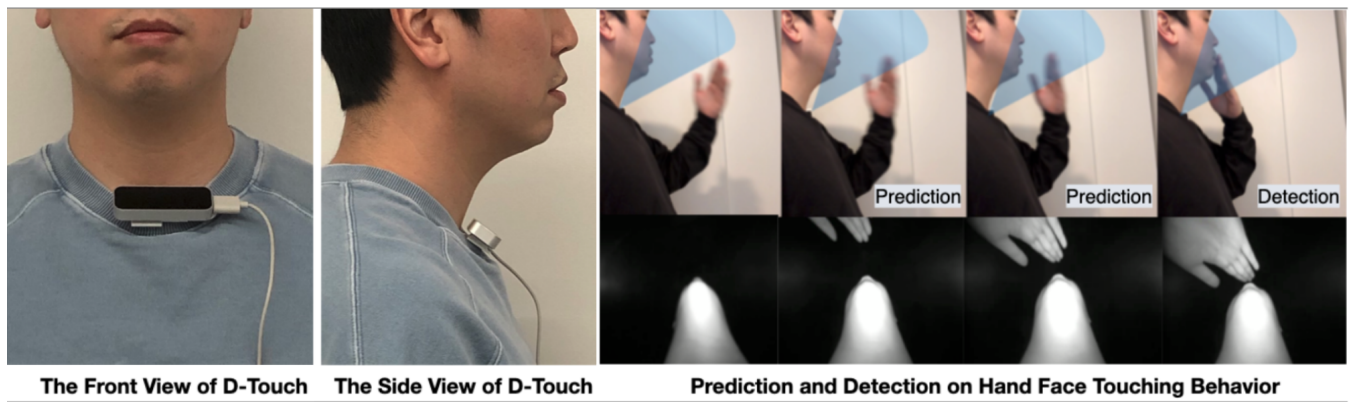 Prediction
Prediction
Detection
The Front View of D-Touch
The Side View of D-Touch
Prediction and Detection on Hand Face Touching Behavior